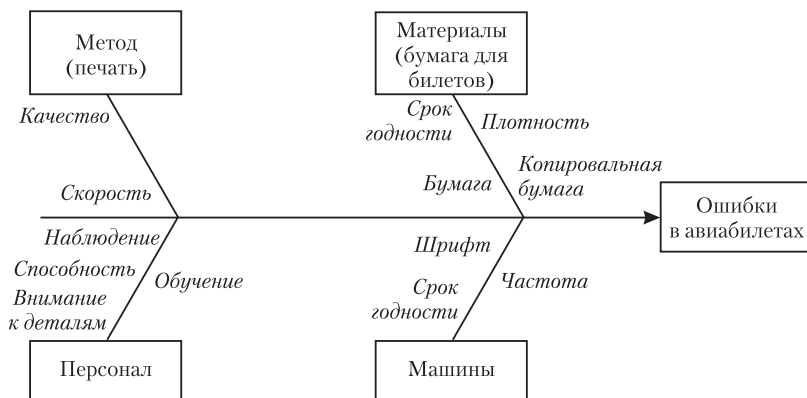 Метод
(печать)
Материалы
(бумага для
билетов)
Качество
Срок
годности
Плотность
Скорость
Бумага
Копировальная
бумага
Ошибки
в авиабилетах
Наблюдение
Способность
Обучение
Внимание
к деталям
Шрифт
Частота
Срок
годности
Персонал
Машины